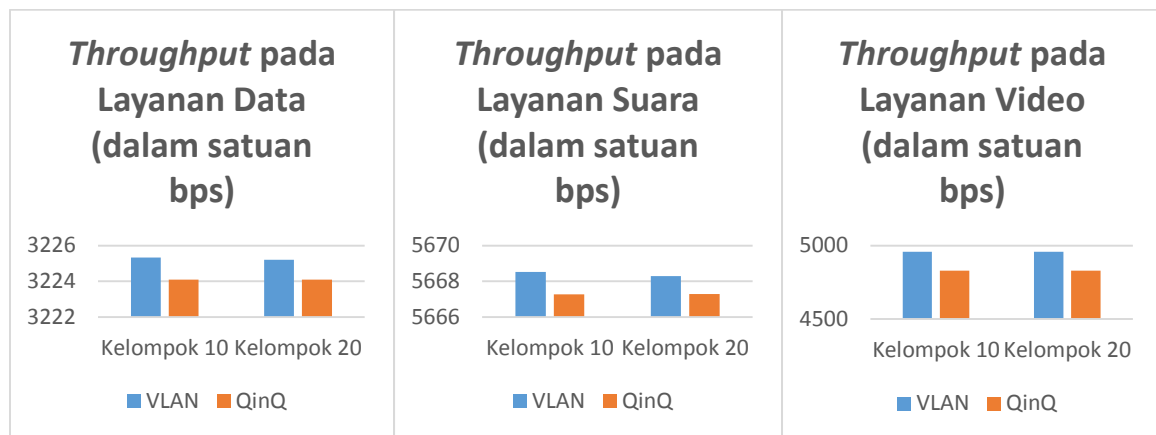 Throughput pada
Layanan Data
(dalam satuan
bps)
3226
3224
3222
Kelompok 10 Kelompok 20
VLAN QinQ
Throughput pada
Layanan Suara
(dalam satuan
bps)
5670
5668
5666
Kelompok 10 Kelompok 20
VLAN QinQ
Throughput pada
Layanan Video
(dalam satuan
bps)
5000
4500
Kelompok 10 Kelompok 20
VLAN QinQ